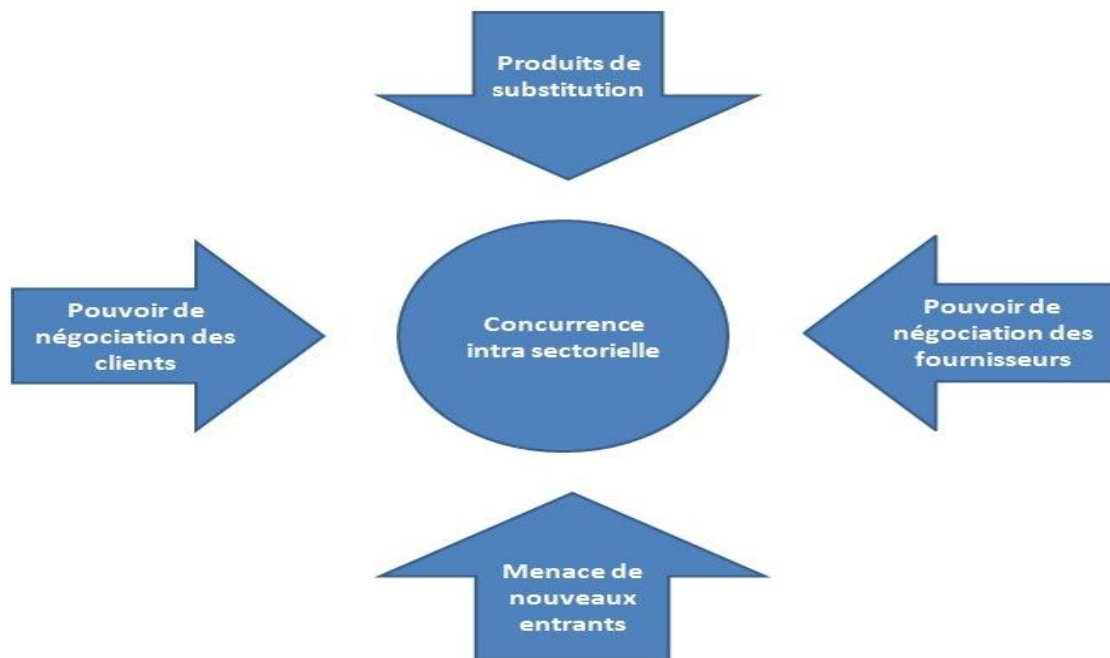 Produits de
substitution
Pouvoir de
négociation des
clients
Concurrence
intra sectorielle
Pouvoir de
négociation des
fournisseurs
Menace de
nouveaux
entrants